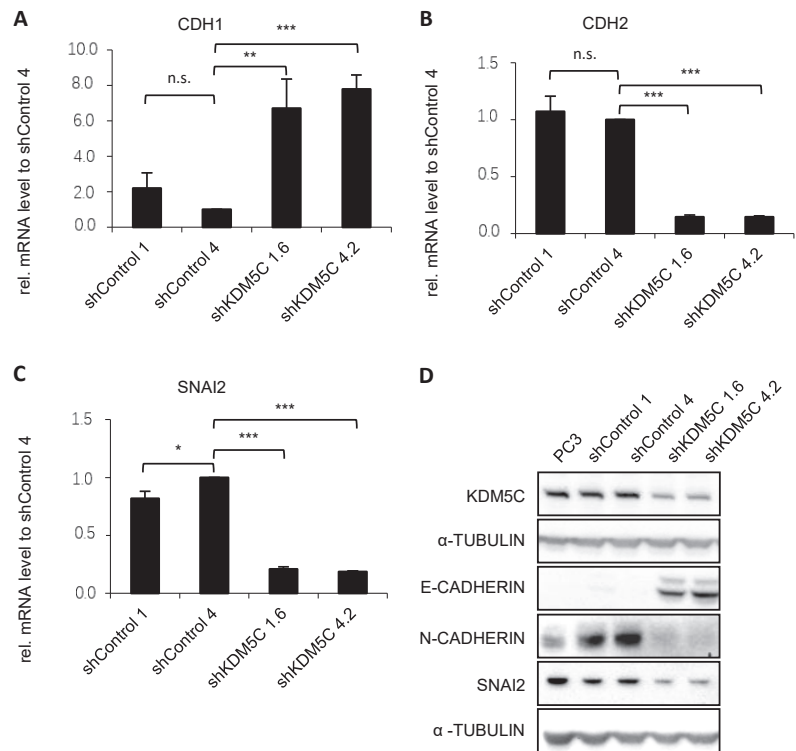 A
CDH1
rel. mRNA level to shControl 4
10.0
8.0
6.0
4.0
2.0
0.0
n.s.
**
***
shControl 1
shControl 4
shKDM5C 1.6
shKDM5C 4.2
B
CDH2
rel. mRNA level to shControl 4
1.5
1.0
0.5
0.0
n.s.
***
***
shControl 1
shControl 4
shKDM5C 1.6
shKDM5C 4.2
C
SNAI2
rel. mRNA level to shControl 4
1.5
1.0
0.5
0.0
*
***
***
shControl 1
shControl 4
shKDM5C 1.6
shKDM5C 4.2
D
PC3
shControl 1
shControl 4
shKDM5C 1.6
shKDM5C 4.2
KDM5C
α-TUBULIN
E-CADHERIN
N-CADHERIN
SNAI2
α -TUBULIN